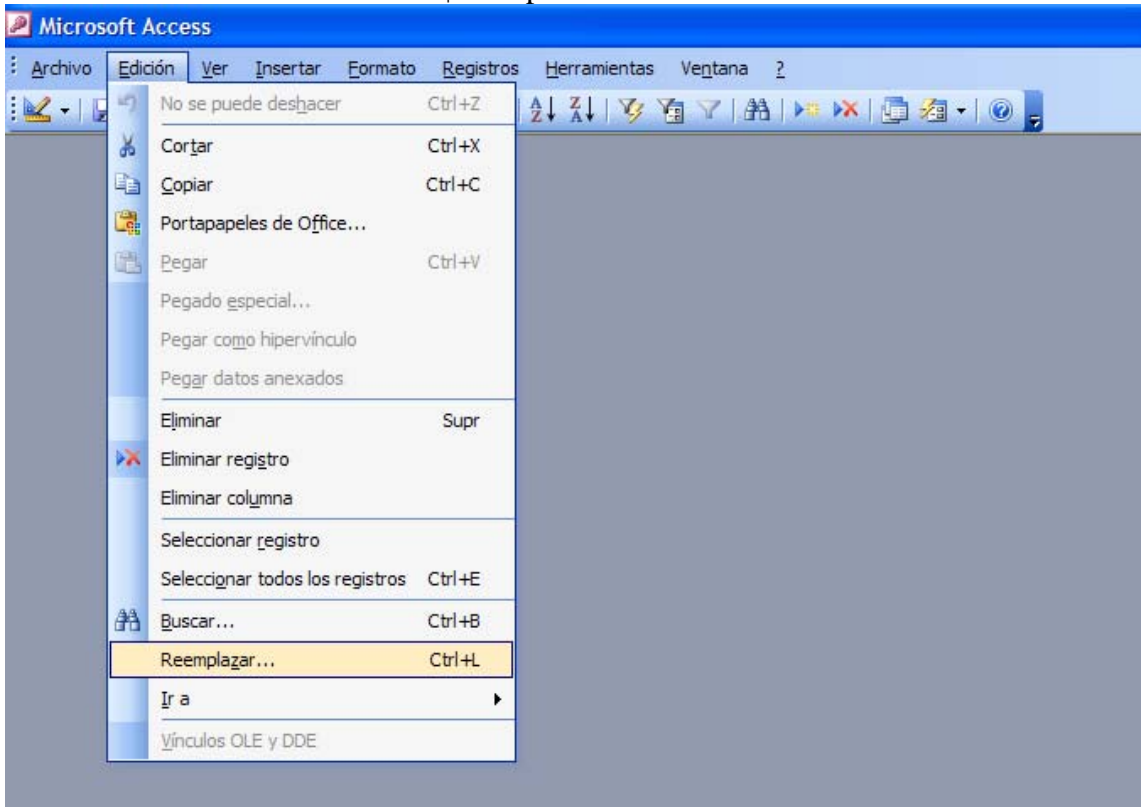 Microsoft Access
Archivo Edición Ver Insertar Formato Registros Herramientas Ventana ?
No se puede deshacer Ctrl+Z
Cortar Ctrl+X
Copiar Ctrl+C
Portapapeles de Office...
Pegar Ctrl+V
Pegado especial...
Pegar como hipervínculo
Pegar datos anexados
Eliminar Supr
Eliminar registro
Eliminar columna
Seleccionar registro
Seleccionar todos los registros Ctrl+E
Buscar... Ctrl+B
Reemplazar... Ctrl+L
Ir a
Vínculos OLE y DDE